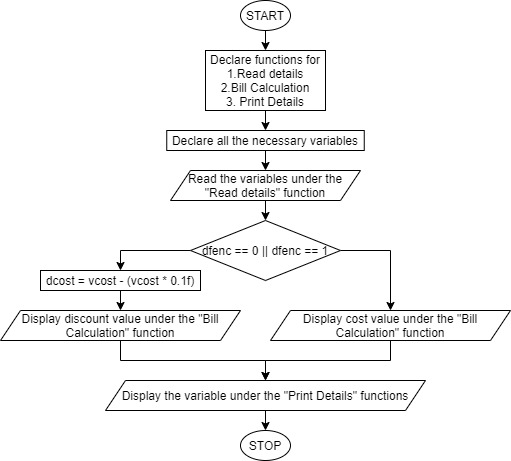 START
Declare functions for
1.Read details
2.Bill Calculation
3. Print Details
Declare all the necessary variables
Read the variables under the
"Read details" function
dfenc == 0 || dfenc == 1
dcost = vcost - (vcost * 0.1f)
Display discount value under the "Bill
Calculation" function
Display cost value under the "Bill
Calculation" function
Display the variable under the "Print Details" functions
STOP